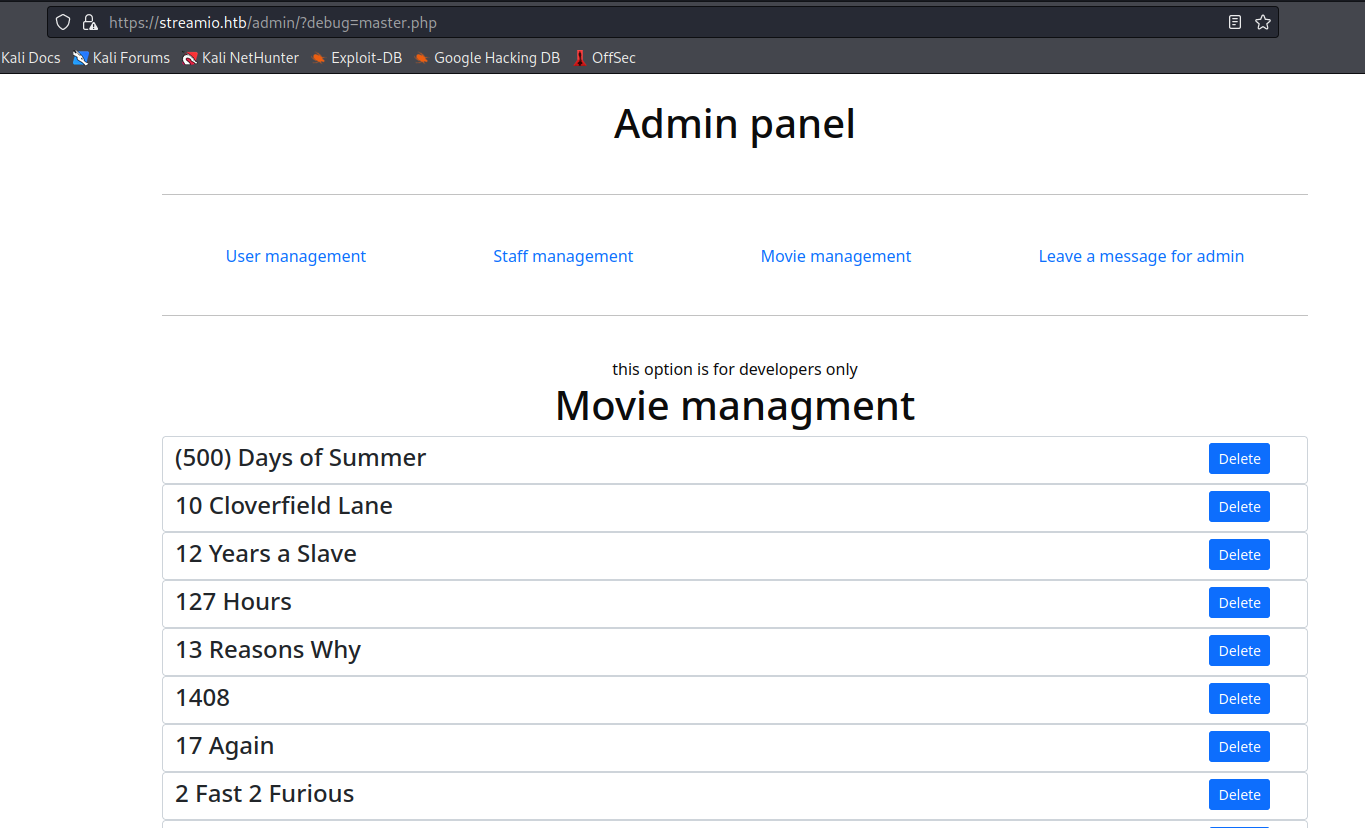 https://streamio.htb/admin/?debug=master.php
Kali Docs Kali Forums Kali NetHunter Exploit-DB Google Hacking DB OffSec
Admin panel
User management Staff management Movie management Leave a message for admin
this option is for developers only
Movie managment
(500) Days of Summer Delete
10 Cloverfield Lane Delete
12 Years a Slave Delete
127 Hours Delete
13 Reasons Why Delete
1408 Delete
17 Again Delete
2 Fast 2 Furious Delete